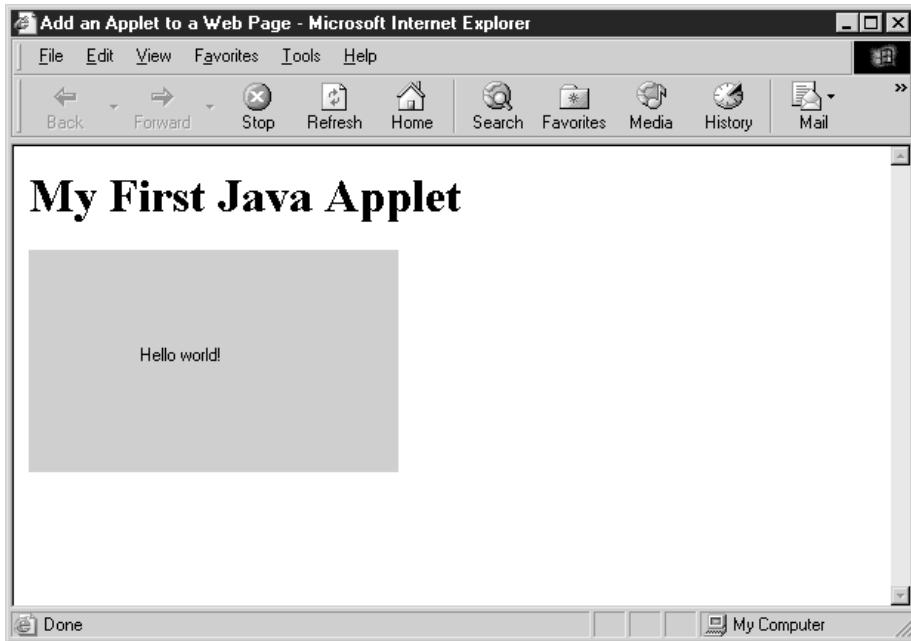 Add an Applet to a Web Page - Microsoft Internet Explorer
File Edit View Favorites Tools Help
Back Forward Stop Refresh Home Search Favorites Media History Mail »
My First Java Applet
Hello world!
Done My Computer